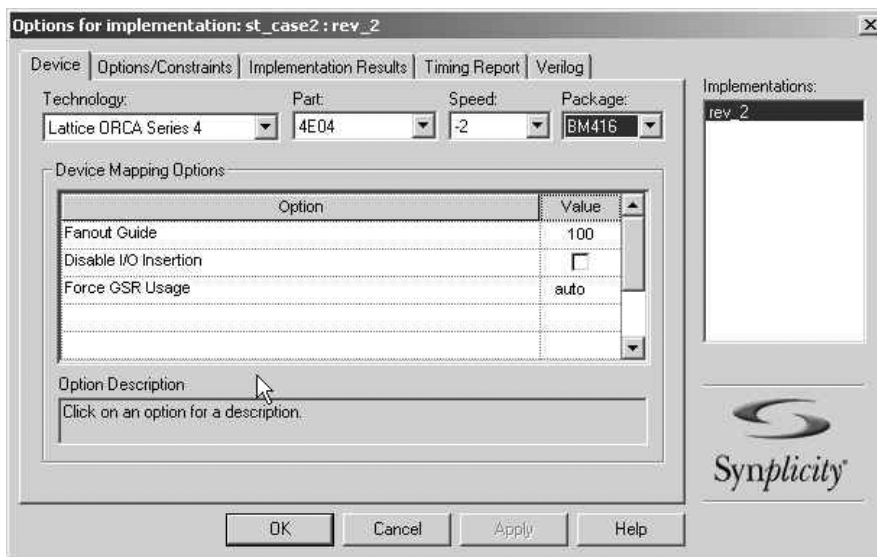 Options for implementation: st_case2 : rev_2
Device Options/Constraints Implementation Results Timing Report Verilog
Technology: Part: Speed: Package:
Lattice ORCA Series 4 4E04 -2 BM416
Device Mapping Options
Option Value
Fanout Guide 100
Disable I/O Insertion
Force GSR Usage auto
Option Description
Click on an option for a description.
Implementations:
rev_2
Synplicity®
OK Cancel Apply Help